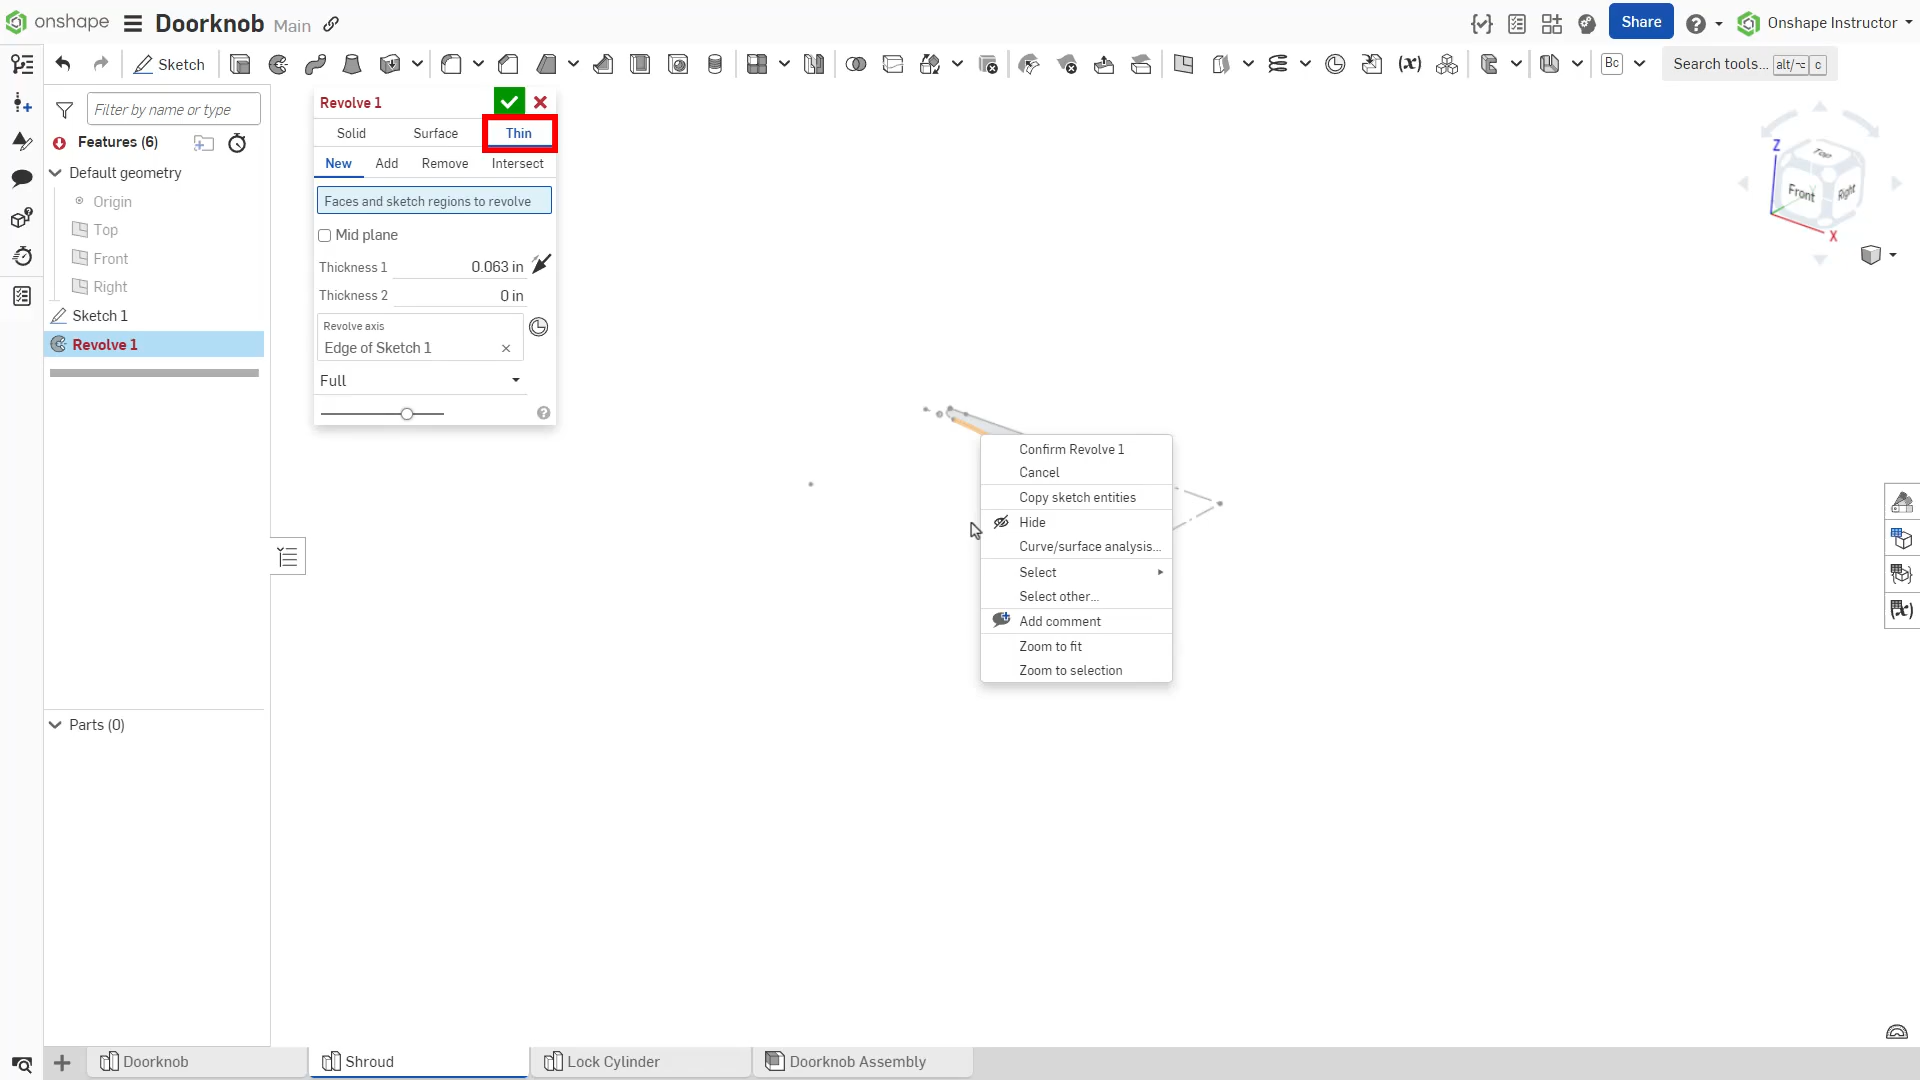 onshape Doorknob Main Share Onshape Instructor
Sketch Bc Search tools... alt/⌥ c
Filter by name or type
Features (6)
Default geometry
Origin
Top
Front
Right
Sketch 1
Revolve 1
Parts (0)
Revolve 1
Solid Surface Thin
New Add Remove Intersect
Faces and sketch regions to revolve
Mid plane
Thickness 1 0.063 in
Thickness 2 0 in
Revolve axis
Edge of Sketch 1
Full
Confirm Revolve 1
Cancel
Copy sketch entities
Hide
Curve/surface analysis...
Select
Select other...
Add comment
Zoom to fit
Zoom to selection
Z
Top
Front
Right
X
Doorknob Shroud Lock Cylinder Doorknob Assembly